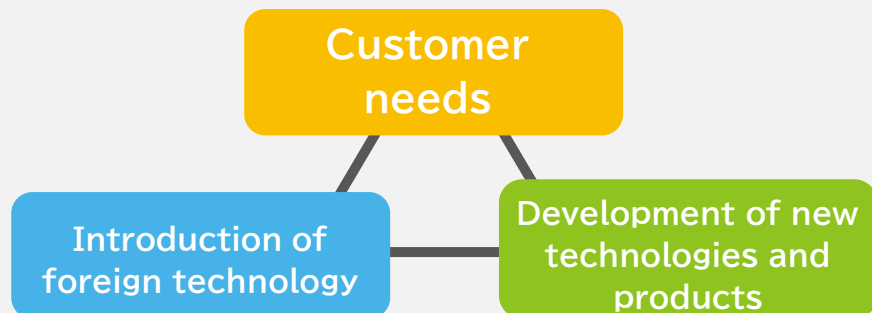 Customer
needs
Introduction of
foreign technology
Development of new
technologies and
products